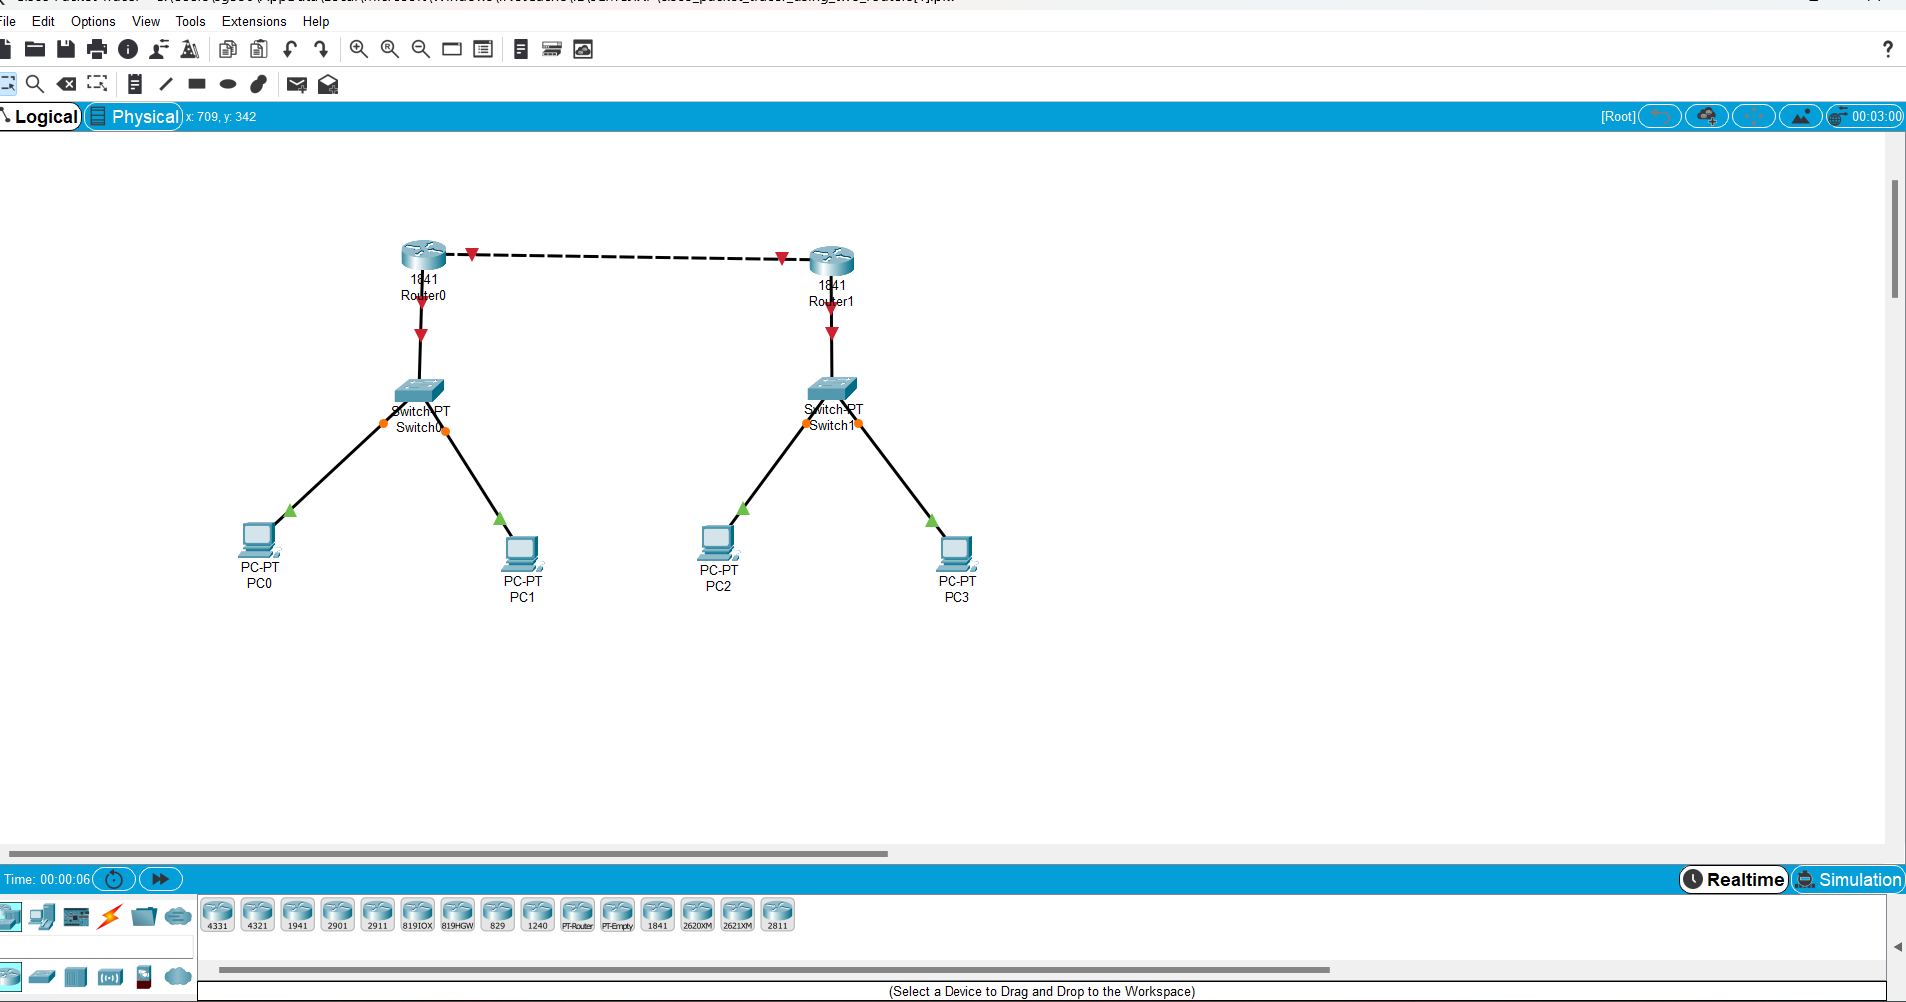 File Edit Options View Tools Extensions Help
?
Logical Physical x: 709, y: 342 [Root] 00:03:00
1841
Router0
1841
Router1
Switch-PT
Switch0
Switch-PT
Switch1
PC-PT
PC0
PC-PT
PC1
PC-PT
PC2
PC-PT
PC3
Time: 00:00:06 Realtime Simulation
4331 4321 1941 2901 2911 819IOX 819HGW 829 1240 PT-Router PT-Empty 1841 2620XM 2621XM 2811
(Select a Device to Drag and Drop to the Workspace)